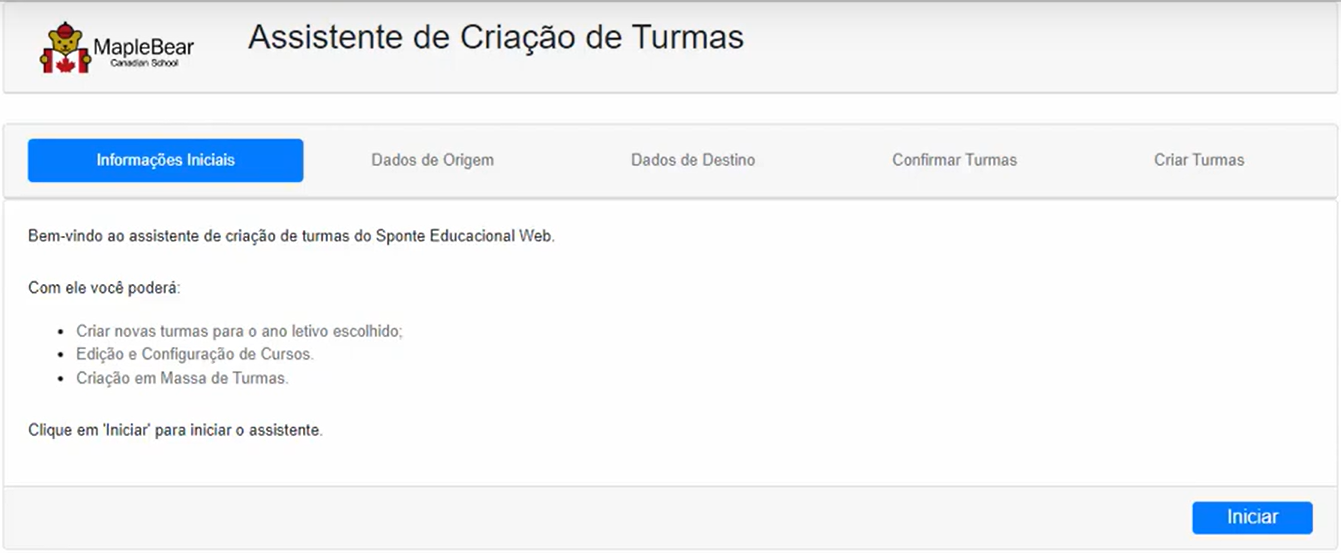 MapleBear
Canadian School
Assistente de Criação de Turmas
Informações Iniciais
Dados de Origem
Dados de Destino
Confirmar Turmas
Criar Turmas
Bem-vindo ao assistente de criação de turmas do Sponte Educacional Web.
Com ele você poderá:
Criar novas turmas para o ano letivo escolhido;
Edição e Configuração de Cursos.
Criação em Massa de Turmas.
Clique em 'Iniciar' para iniciar o assistente.
Iniciar